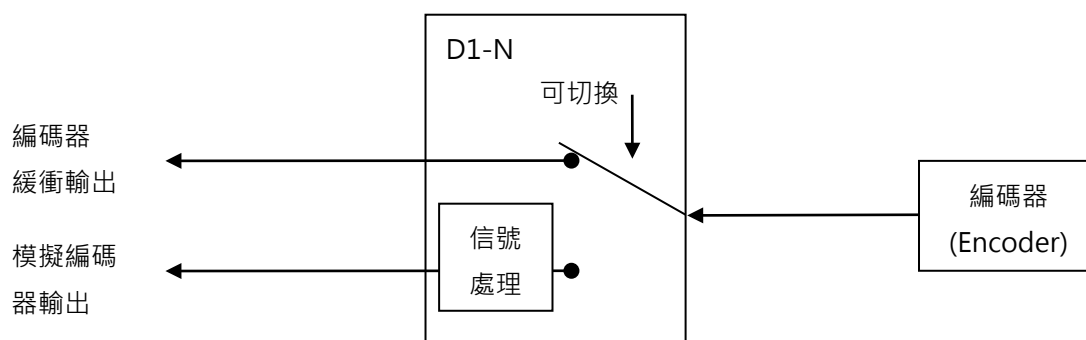 D1-N
可切換
編碼器
緩衝輸出
模擬編碼
器輸出
信號
處理
編碼器
(Encoder)